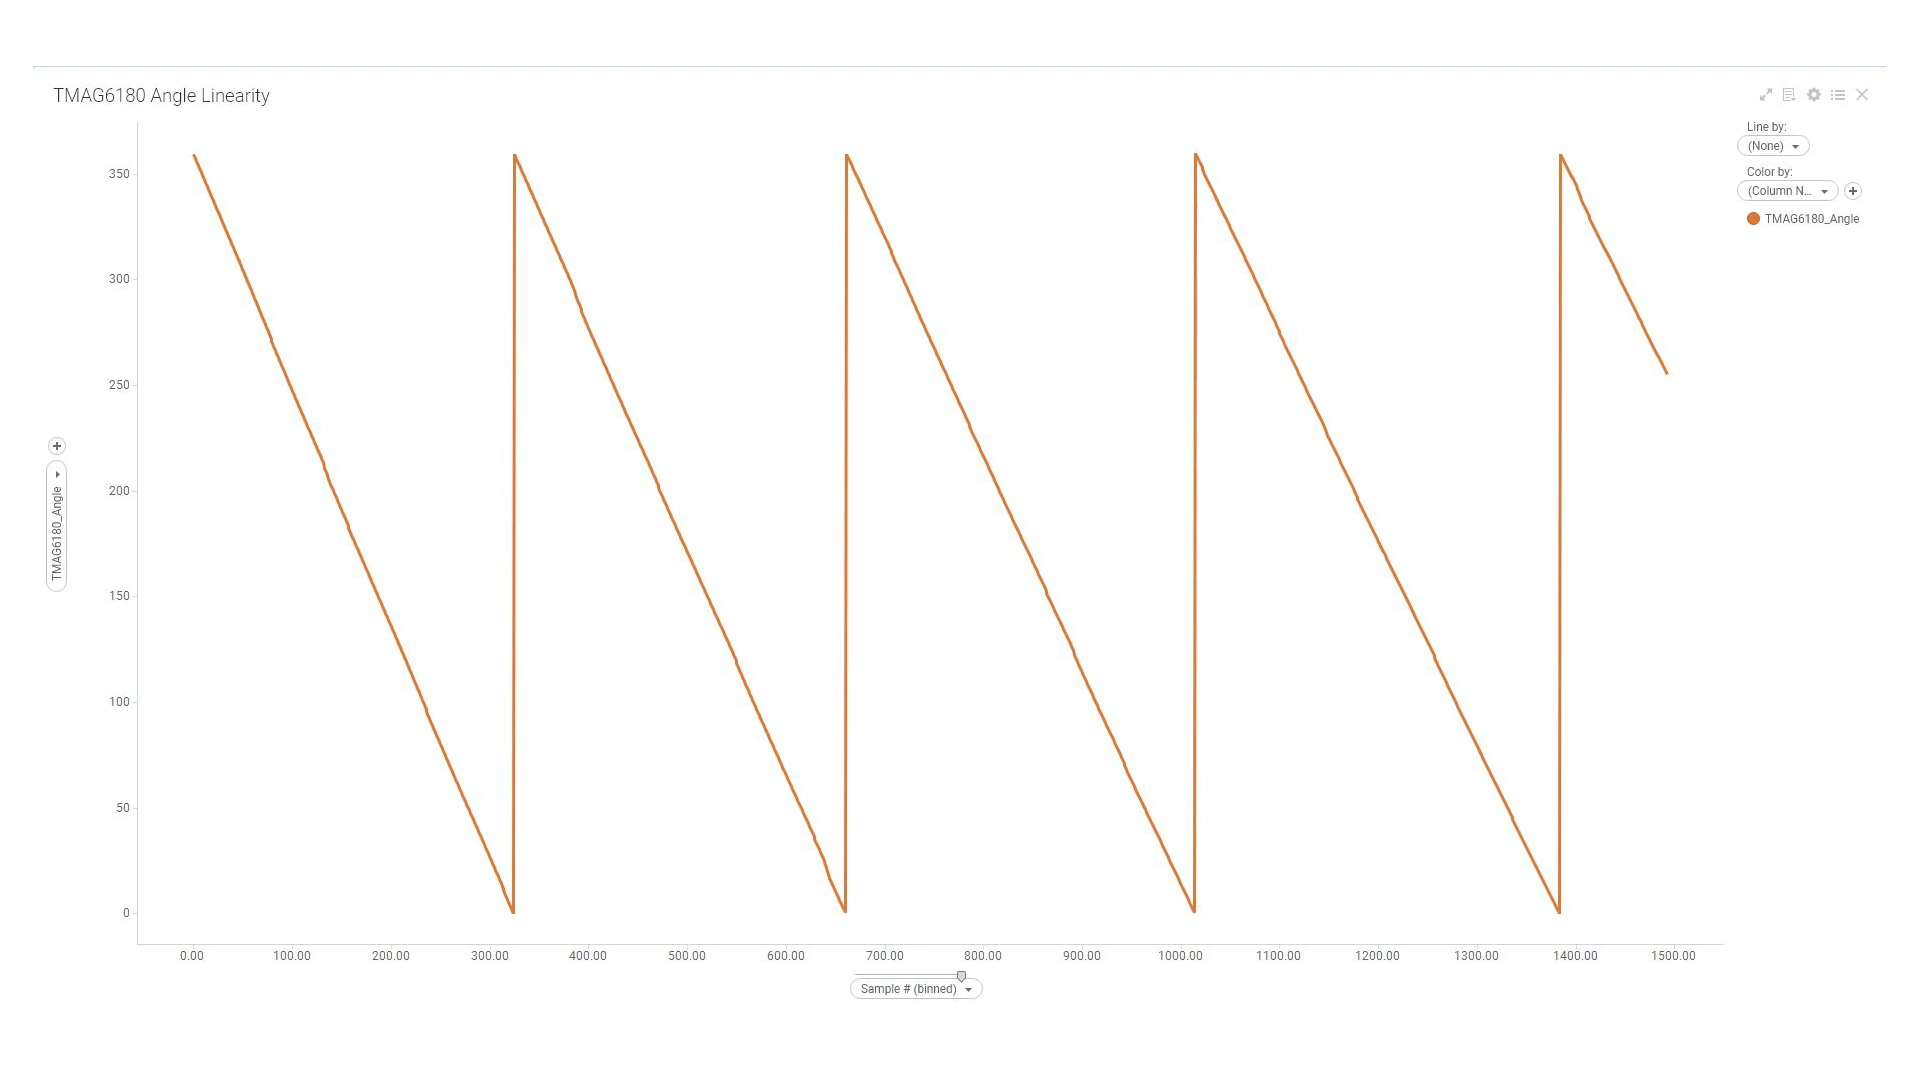 TMAG6180 Angle Linearity
Line by:
(None)
Color by:
(Column N...
TMAG6180_Angle
350
300
250
200
150
100
50
0
TMAG6180_Angle
0.00 100.00 200.00 300.00 400.00 500.00 600.00 700.00 800.00 900.00 1000.00 1100.00 1200.00 1300.00 1400.00 1500.00
Sample # (binned)